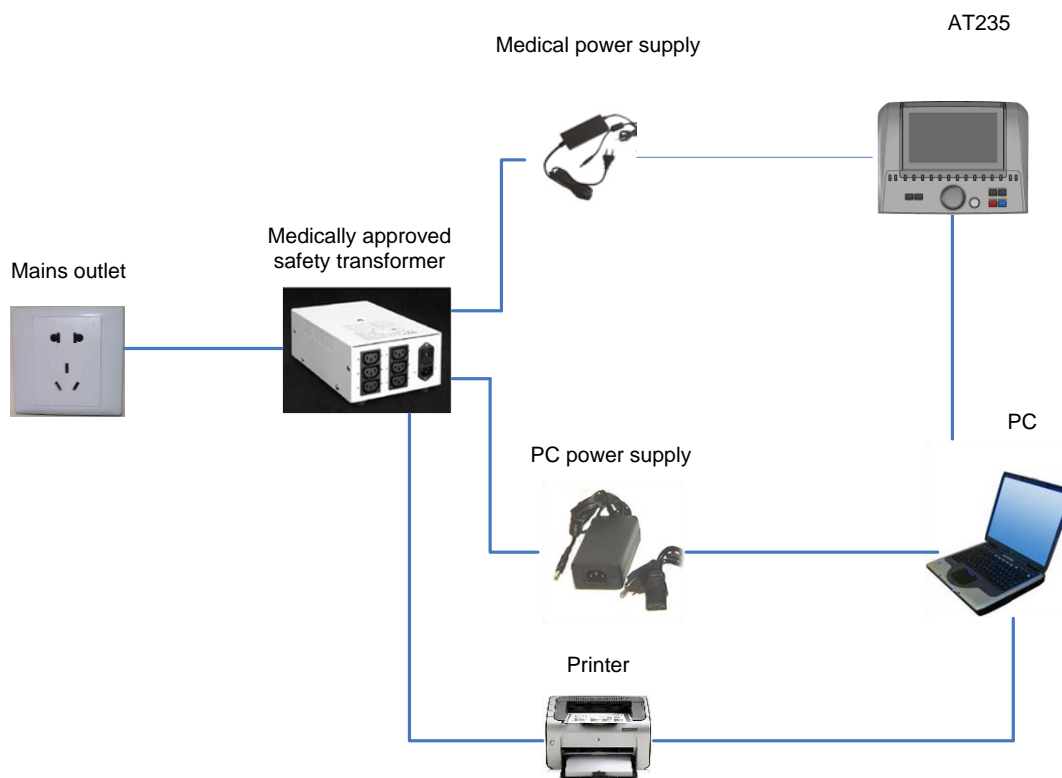 AT235
Medical power supply
Medically approved
safety transformer
Mains outlet
PC
PC power supply
Printer